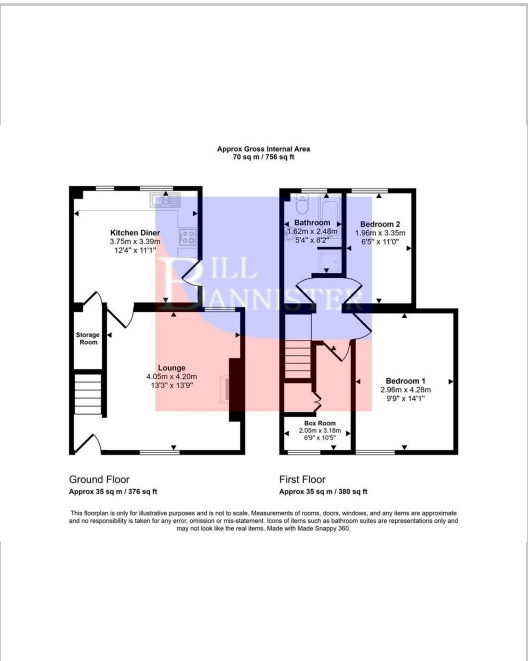 Approx Gross Internal Area
70 sq m / 756 sq ft
Kitchen Diner
3.75m x 3.39m
12'4" x 11'1"
Storage
Room
Lounge
4.05m x 4.20m
13'3" x 13'9"
Bathroom
1.62m x 2.48m
5'4" x 8'2"
Bedroom 2
1.96m x 3.35m
6'5" x 11'0"
BILL
BANNISTER
Bedroom 1
2.96m x 4.28m
9'9" x 14'1"
Box Room
2.05m x 3.18m
6'9" x 10'5"
Ground Floor
Approx 35 sq m / 376 sq ft
First Floor
Approx 35 sq m / 380 sq ft
This floorplan is only for illustrative purposes and is not to scale. Measurements of rooms, doors, windows, and any items are approximate
and no responsibility is taken for any error, omission or mis-statement. Icons of items such as bathroom suites are representations only and
may not look like the real items. Made with Made Snappy 360.